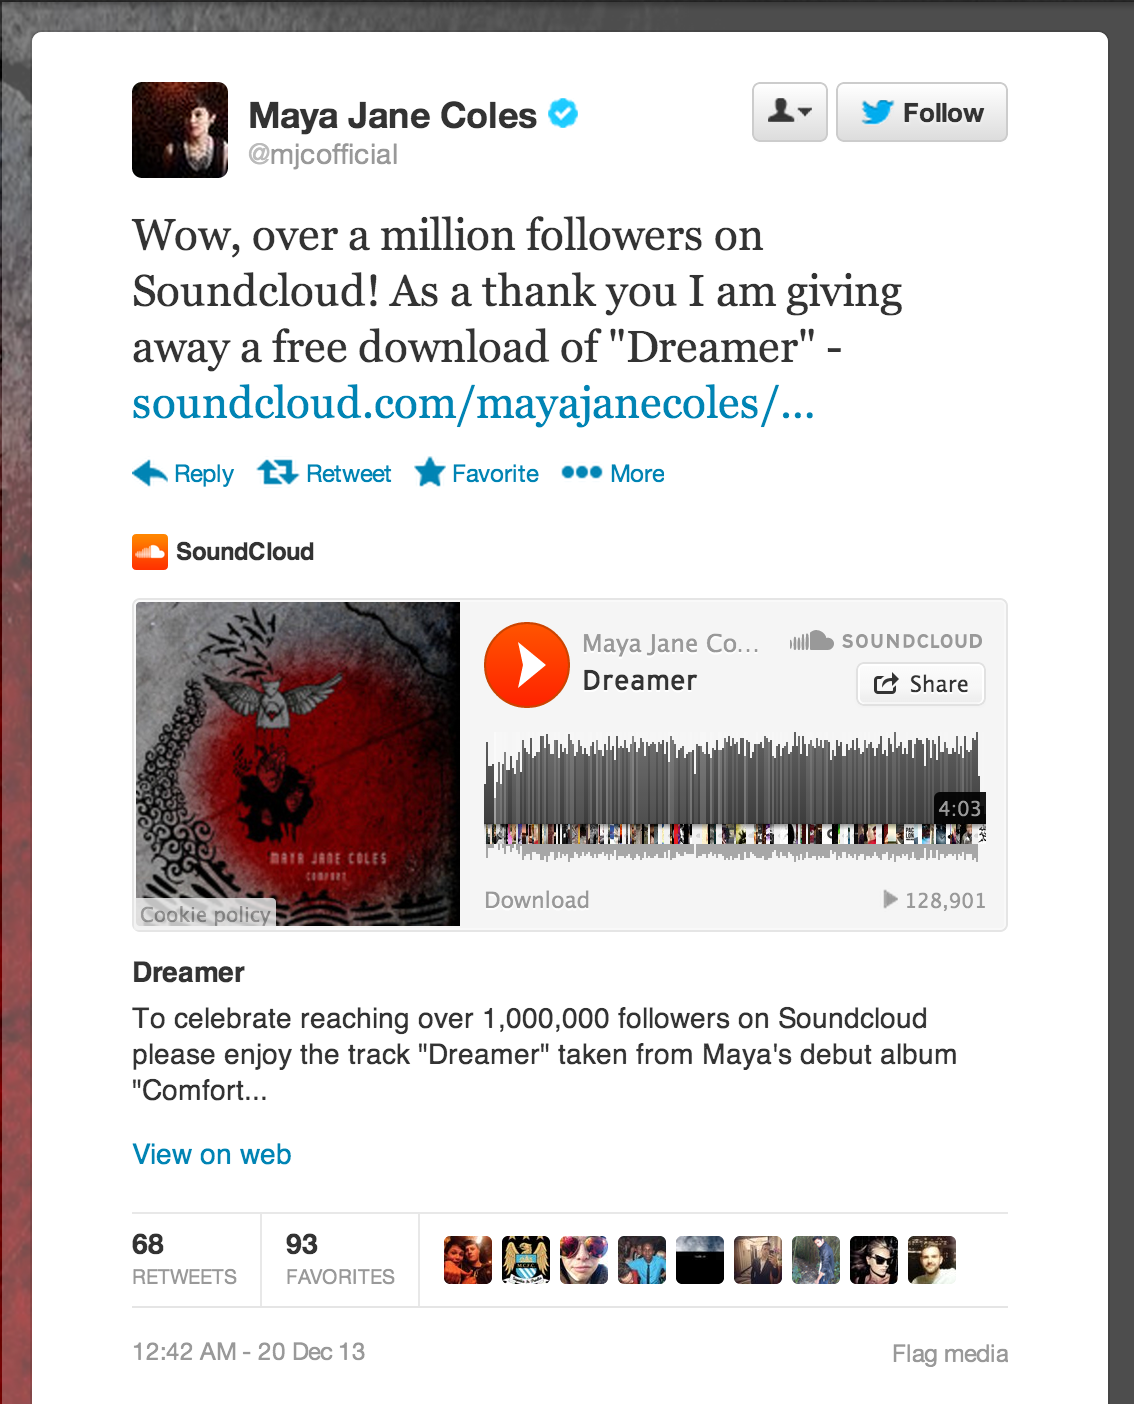 Maya Jane Coles
@mjcofficial
Follow
Wow, over a million followers on
Soundcloud! As a thank you I am giving
away a free download of "Dreamer" -
soundcloud.com/mayajanecoles/...
Reply Retweet Favorite More
SoundCloud
Maya Jane Co... SOUNDCLOUD
Dreamer
Share
4:03
MAYA JANE COLES
COMFORT
Cookie policy
Download 128,901
Dreamer
To celebrate reaching over 1,000,000 followers on Soundcloud
please enjoy the track "Dreamer" taken from Maya's debut album
"Comfort...
View on web
68 93
RETWEETS FAVORITES
12:42 AM - 20 Dec 13 Flag media